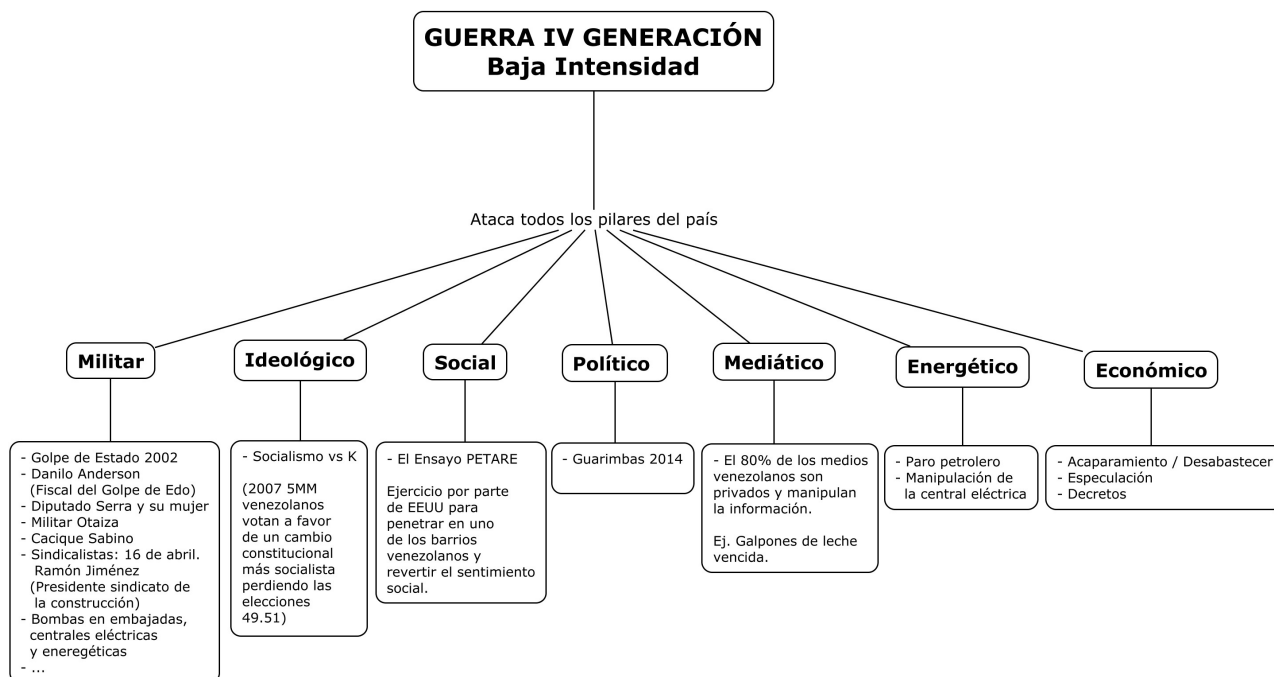 GUERRA IV GENERACIÓN
Baja Intensidad
Ataca todos los pilares del país
Militar
- Golpe de Estado 2002
- Danilo Anderson
(Fiscal del Golpe de Edo)
- Diputado Serra y su mujer
- Militar Otaiza
- Cacique Sabino
- Sindicalistas: 16 de abril.
Ramón Jiménez
(Presidente sindicato de
la construcción)
- Bombas en embajadas,
centrales eléctricas
y eneregéticas
- ...
Ideológico
- Socialismo vs K
(2007 5MM
venezolanos
votan a favor
de un cambio
constitucional
más socialista
perdiendo las
elecciones
49.51)
Social
- El Ensayo PETARE
Ejercicio por parte
de EEUU para
penetrar en uno
de los barrios
venezolanos y
revertir el sentimiento
social.
Político
- Guarimbas 2014
Mediático
- El 80% de los medios
venezolanos son
privados y manipulan
la información.
Ej. Galpones de leche
vencida.
Energético
- Paro petrolero
- Manipulación de
la central eléctrica
Económico
- Acaparamiento / Desabastecer
- Especulación
- Decretos